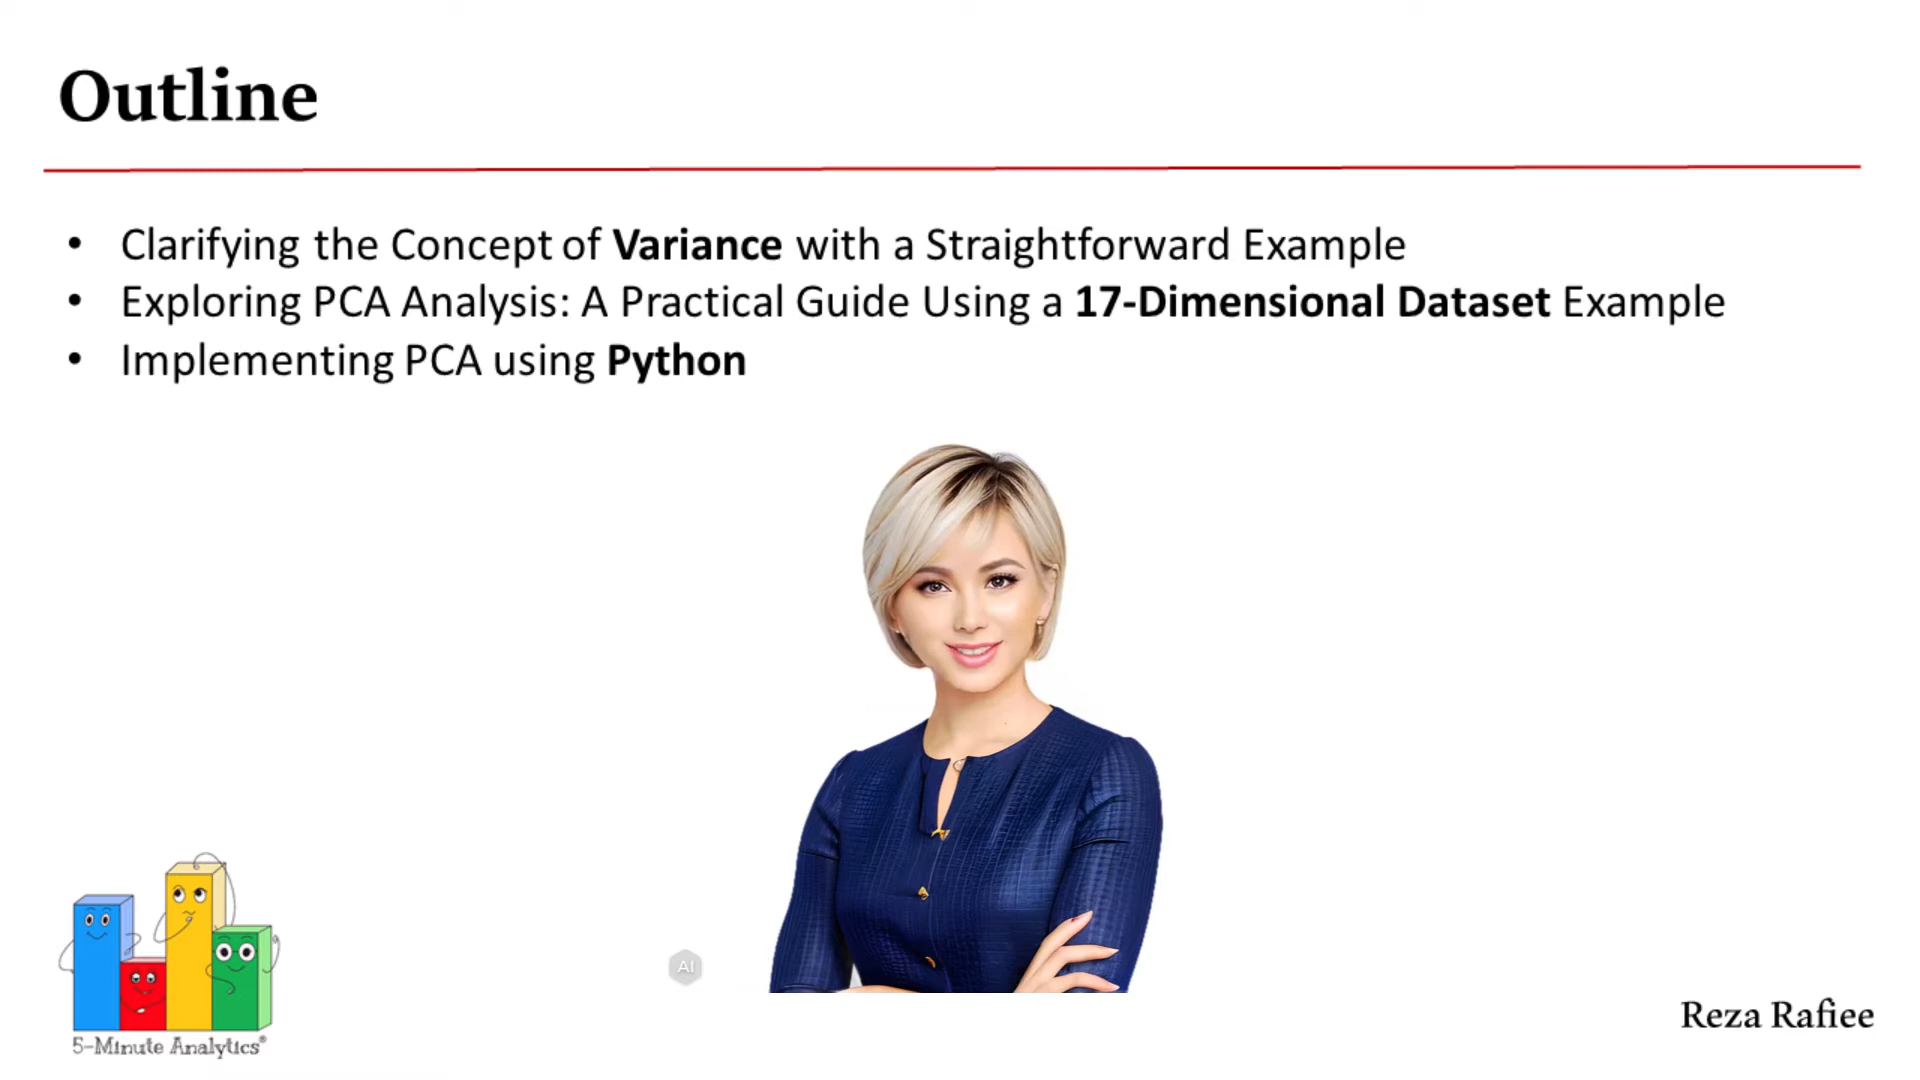 Outline
• Clarifying the Concept of Variance with a Straightforward Example
• Exploring PCA Analysis: A Practical Guide Using a 17-Dimensional Dataset Example
• Implementing PCA using Python
AI
5-Minute Analytics®
Reza Rafiee